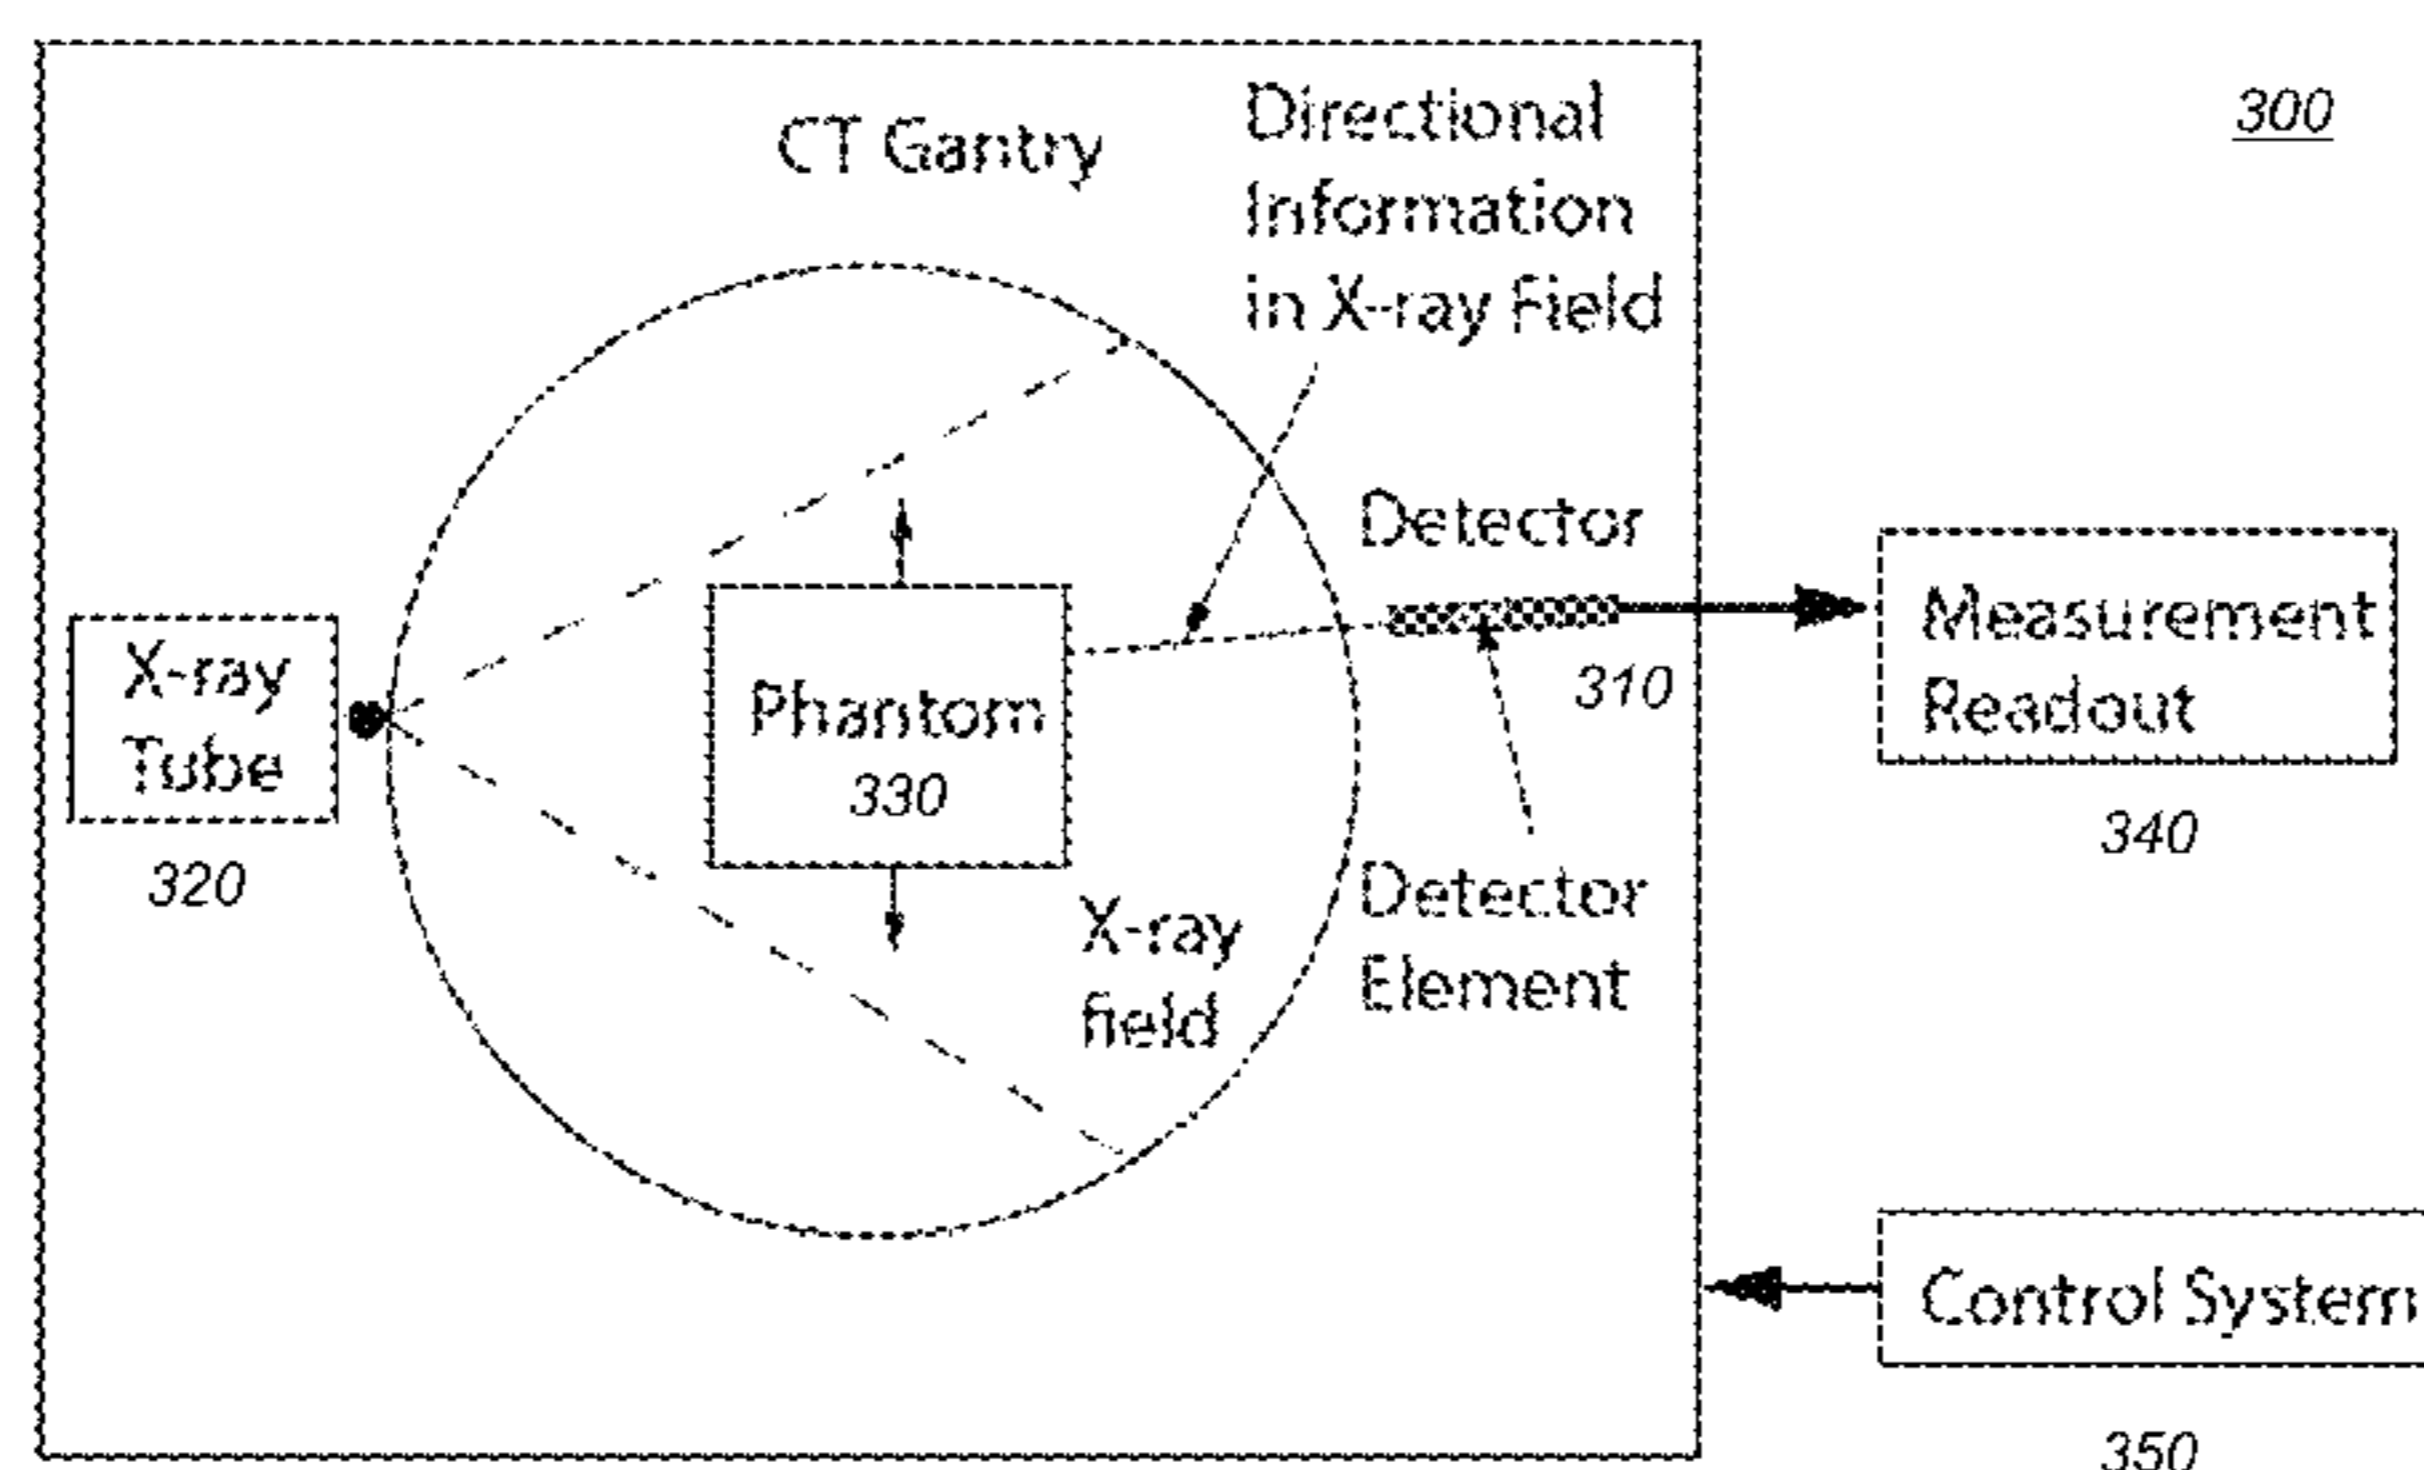 300
CT Gantry
Directional
Information
in X-ray Field
Detector
310
X-ray
Tube
320
Phantom
330
X-ray
field
Detector
Element
Measurement
Readout
340
Control System
350